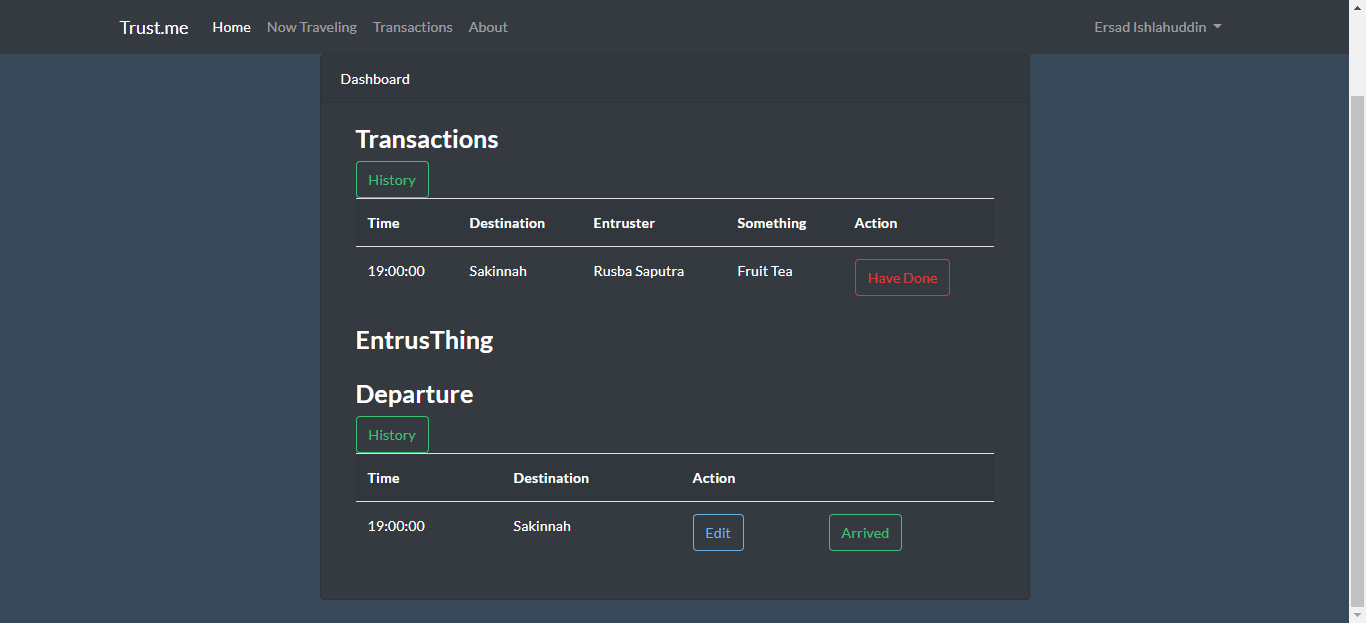 Trust.me Home Now Traveling Transactions About Ersad Ishlahuddin
Dashboard
Transactions
History
Time Destination Entruster Something Action
19:00:00 Sakinnah Rusba Saputra Fruit Tea Have Done
EntrusThing
Departure
History
Time Destination Action
19:00:00 Sakinnah Edit Arrived